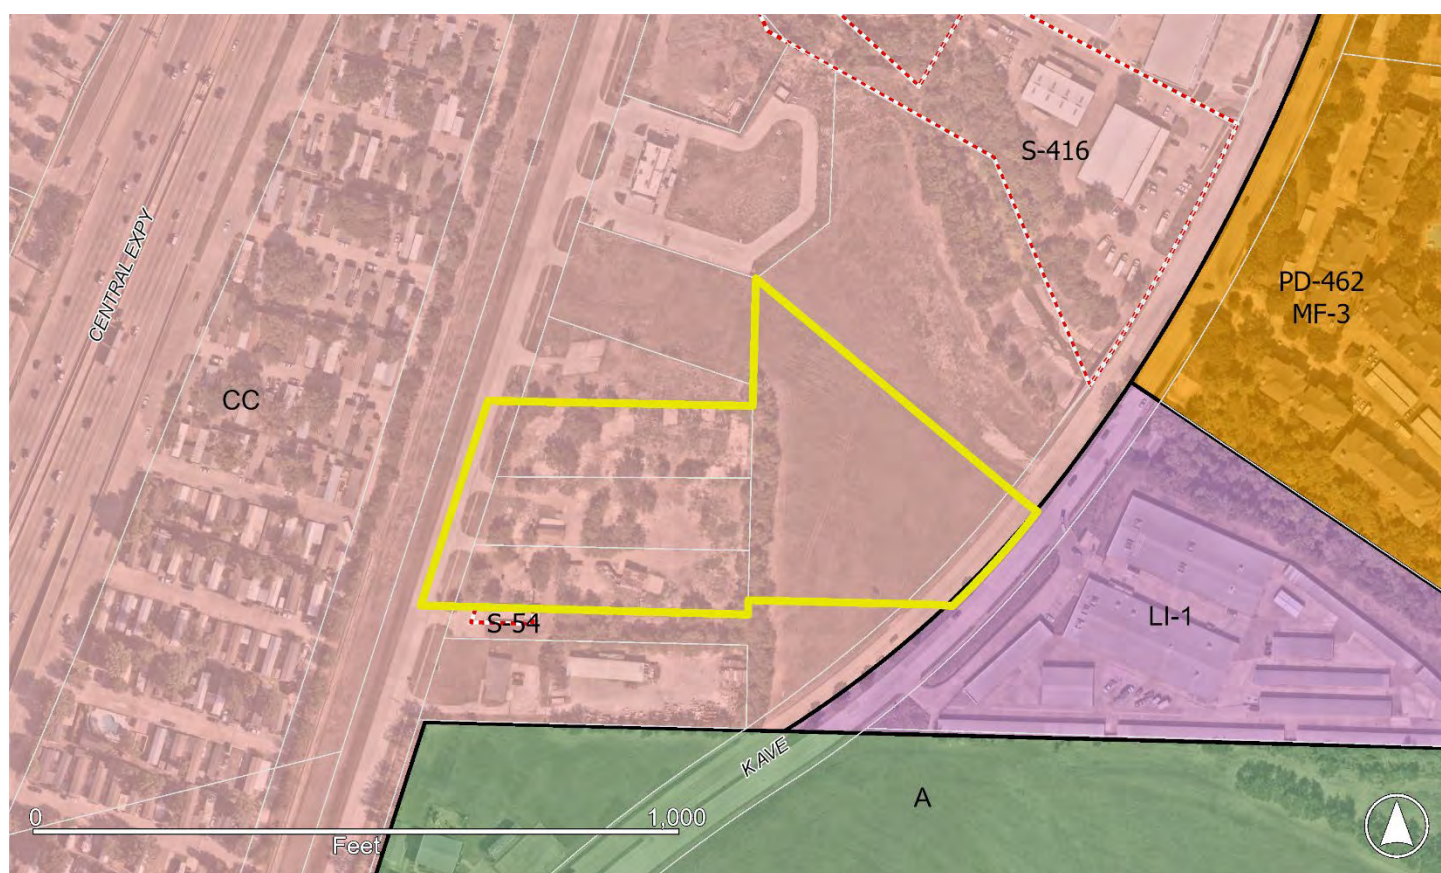 S-416
CENTRAL EXPY
PD-462
MF-3
CC
S-54
LI-1
K AVE
A
0
1,000
Feet